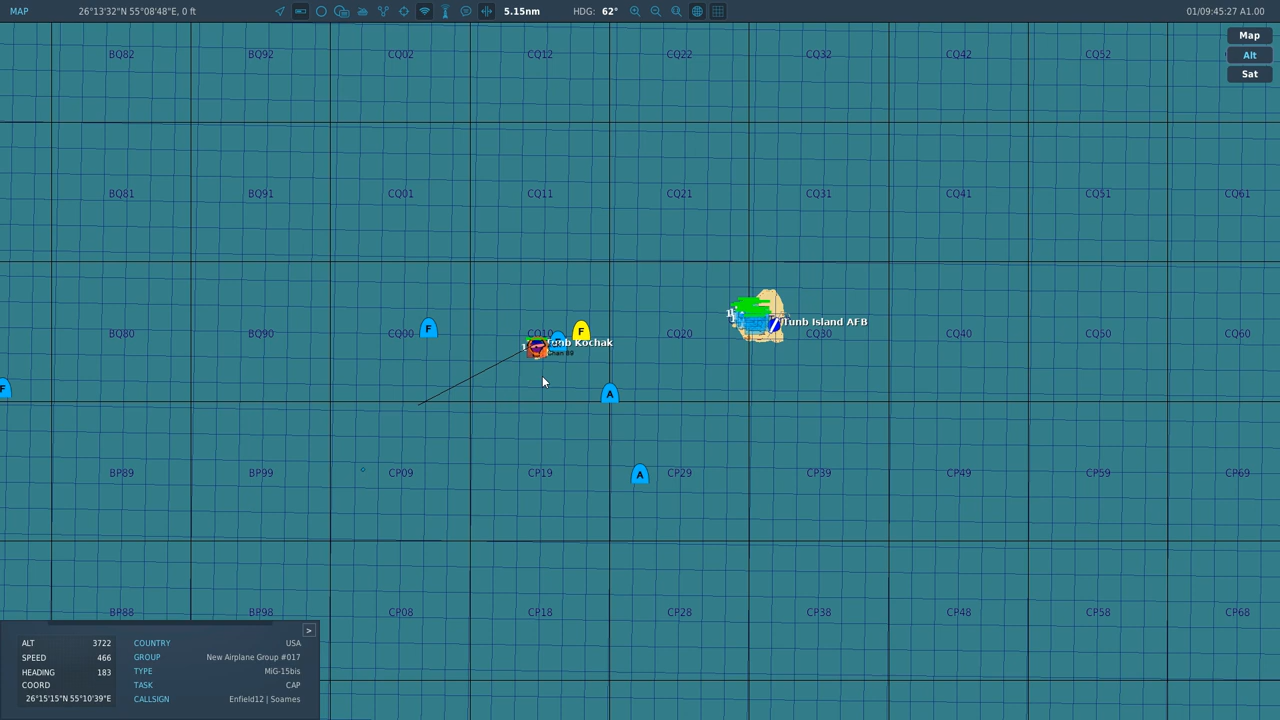 MAP 26°13'32"N 55°08'48"E, 0 ft 5.15nm HDG: 62° 01/09:45:27 A1.00
Map
Alt
Sat
BQ82 BQ92 CQ02 CQ12 CQ22 CQ32 CQ42 CQ52
BQ81 BQ91 CQ01 CQ11 CQ21 CQ31 CQ41 CQ51 CQ61
Tunb Island AFB
F F
BQ80 BQ90 CQ00 CQ10 CQ20 CQ30 CQ40 CQ50 CQ60
Tunb Kochak
Chan 89
F
A
BP89 BP99 CP09 CP19 CP29 CP39 CP49 CP59 CP69
A
BP88 BP98 CP08 CP18 CP28 CP38 CP48 CP58 CP68
>
ALT 3722 COUNTRY USA
SPEED 466 GROUP New Airplane Group #017
HEADING 183 TYPE MiG-15bis
COORD TASK CAP
26°15'15"N 55°10'39"E CALLSIGN Enfield12 | Soames